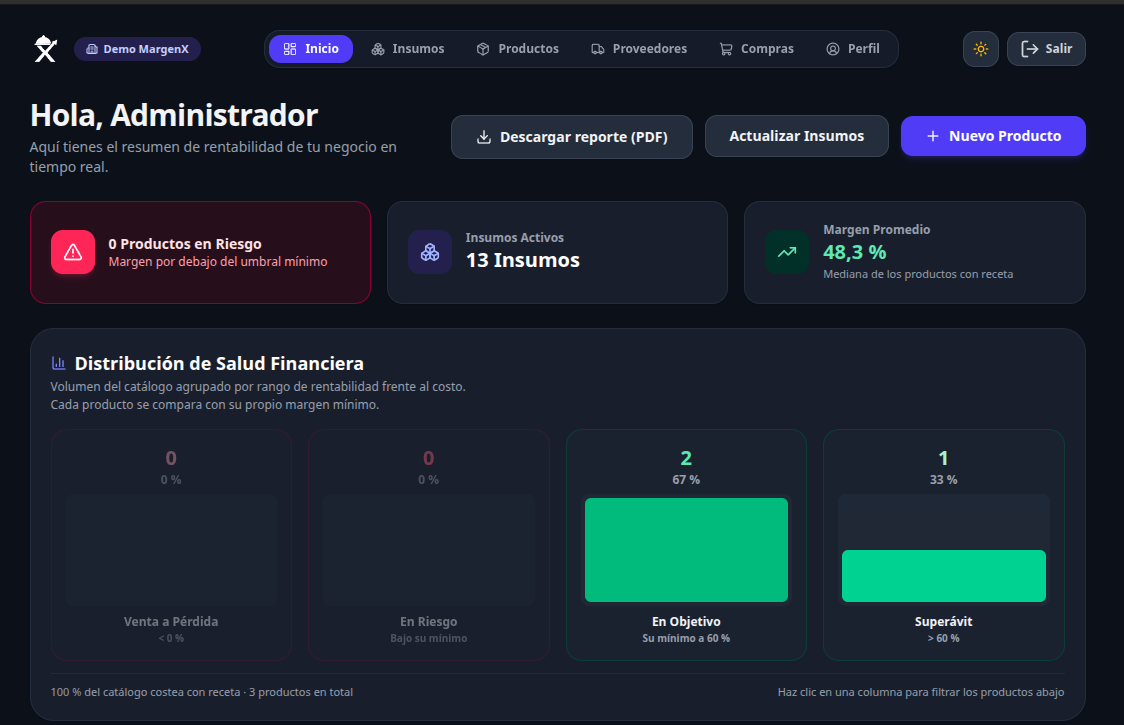 Demo MargenX
Inicio
Insumos
Productos
Proveedores
Compras
Perfil
Salir
Hola, Administrador
Aquí tienes el resumen de rentabilidad de tu negocio en
tiempo real.
Descargar reporte (PDF)
Actualizar Insumos
+ Nuevo Producto
0 Productos en Riesgo
Margen por debajo del umbral mínimo
Insumos Activos
13 Insumos
Margen Promedio
48,3 %
Mediana de los productos con receta
Distribución de Salud Financiera
Volumen del catálogo agrupado por rango de rentabilidad frente al costo.
Cada producto se compara con su propio margen mínimo.
0
0 %
Venta a Pérdida
< 0 %
0
0 %
En Riesgo
Bajo su mínimo
2
67 %
En Objetivo
Su mínimo a 60 %
1
33 %
Superávit
> 60 %
100 % del catálogo costea con receta · 3 productos en total
Haz clic en una columna para filtrar los productos abajo